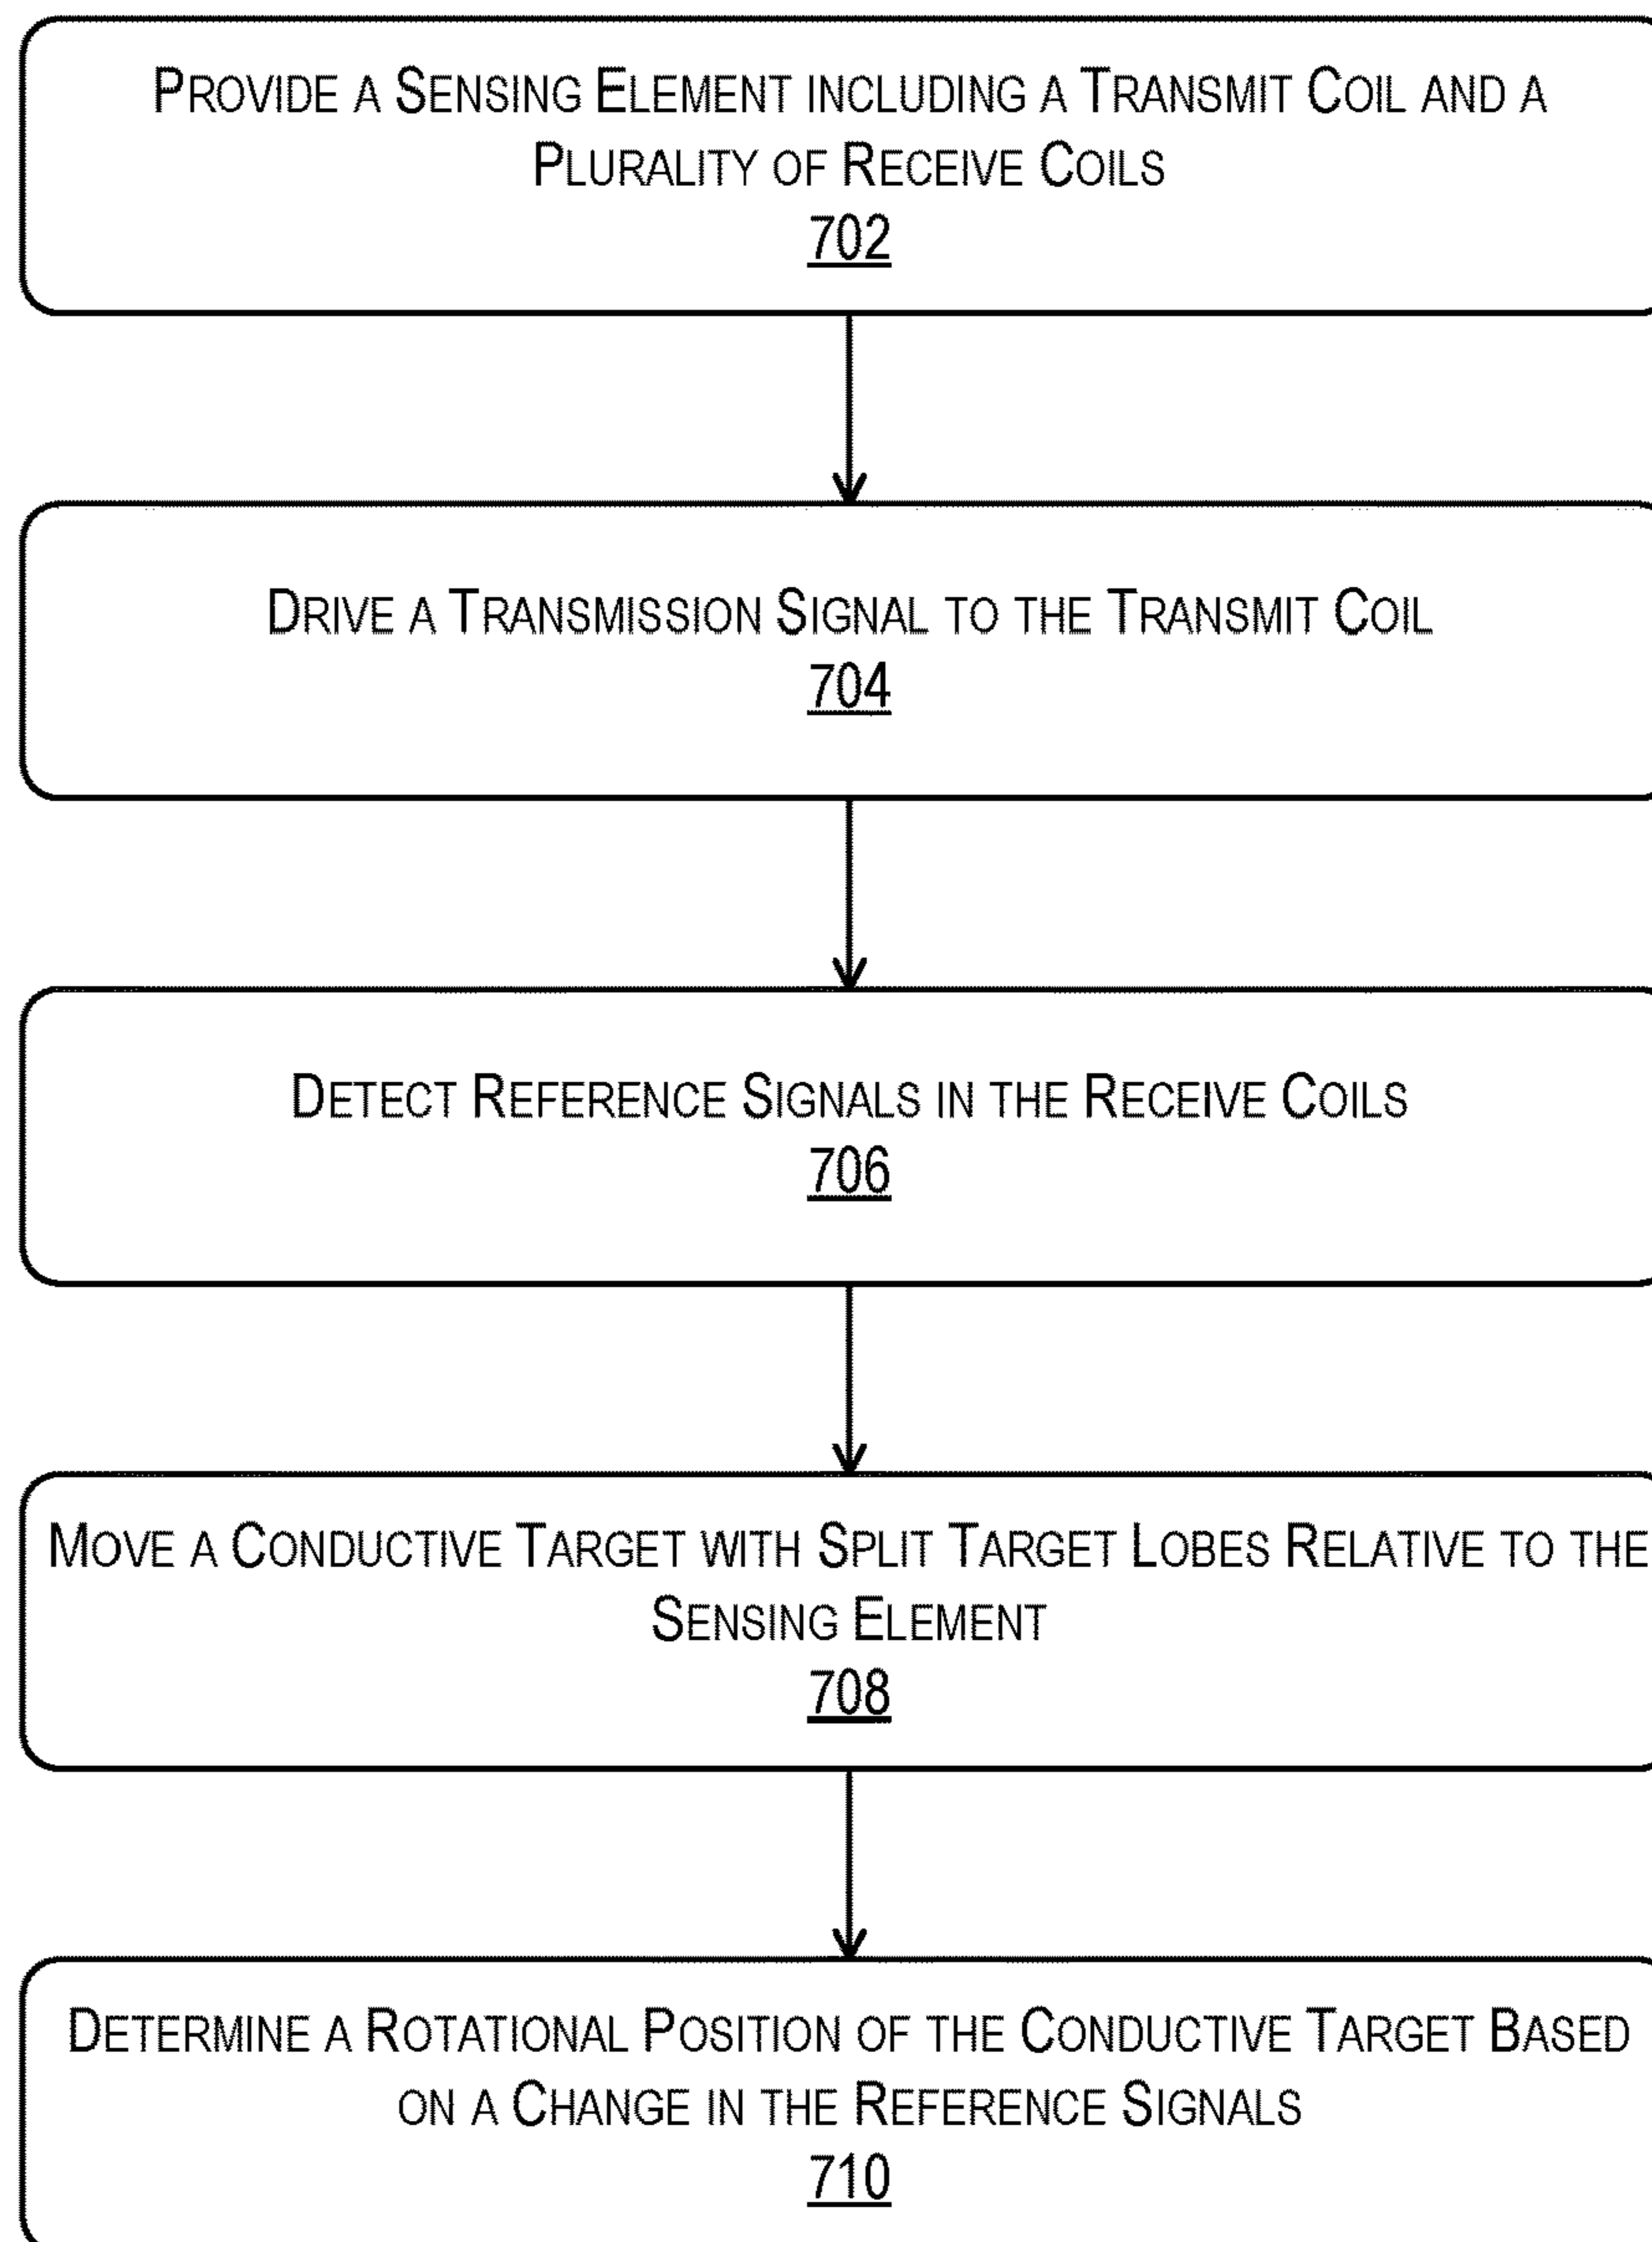 PROVIDE A SENSING ELEMENT INCLUDING A TRANSMIT COIL AND A
PLURALITY OF RECEIVE COILS
702
DRIVE A TRANSMISSION SIGNAL TO THE TRANSMIT COIL
704
DETECT REFERENCE SIGNALS IN THE RECEIVE COILS
706
MOVE A CONDUCTIVE TARGET WITH SPLIT TARGET LOBES RELATIVE TO THE
SENSING ELEMENT
708
DETERMINE A ROTATIONAL POSITION OF THE CONDUCTIVE TARGET BASED
ON A CHANGE IN THE REFERENCE SIGNALS
710